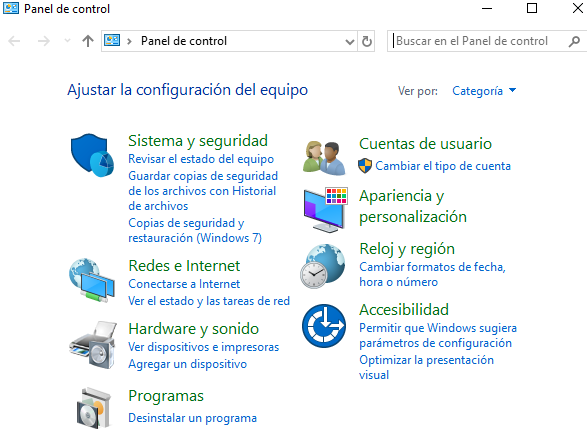 Panel de control
Panel de control
Buscar en el Panel de control
Ajustar la configuración del equipo
Ver por:
Categoría
Sistema y seguridad
Revisar el estado del equipo
Guardar copias de seguridad
de los archivos con Historial
de archivos
Copias de seguridad y
restauración (Windows 7)
Redes e Internet
Conectarse a Internet
Ver el estado y las tareas de red
Hardware y sonido
Ver dispositivos e impresoras
Agregar un dispositivo
Programas
Desinstalar un programa
Cuentas de usuario
Cambiar el tipo de cuenta
Apariencia y
personalización
Reloj y región
Cambiar formatos de fecha,
hora o número
Accesibilidad
Permitir que Windows sugiera
parámetros de configuración
Optimizar la presentación
visual